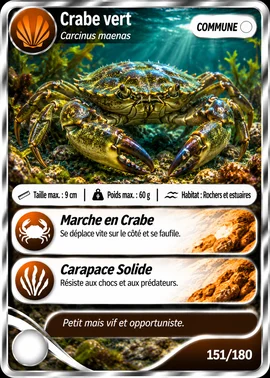 Crabe vert
Carcinus maenas
COMMUNE
Taille max. : 9 cm
Poids max. : 60 g
Habitat : Rochers et estuaires
Marche en Crabe
Se déplace vite sur le côté et se faufile.
Carapace Solide
Résiste aux chocs et aux prédateurs.
Petit mais vif et opportuniste.
151/180